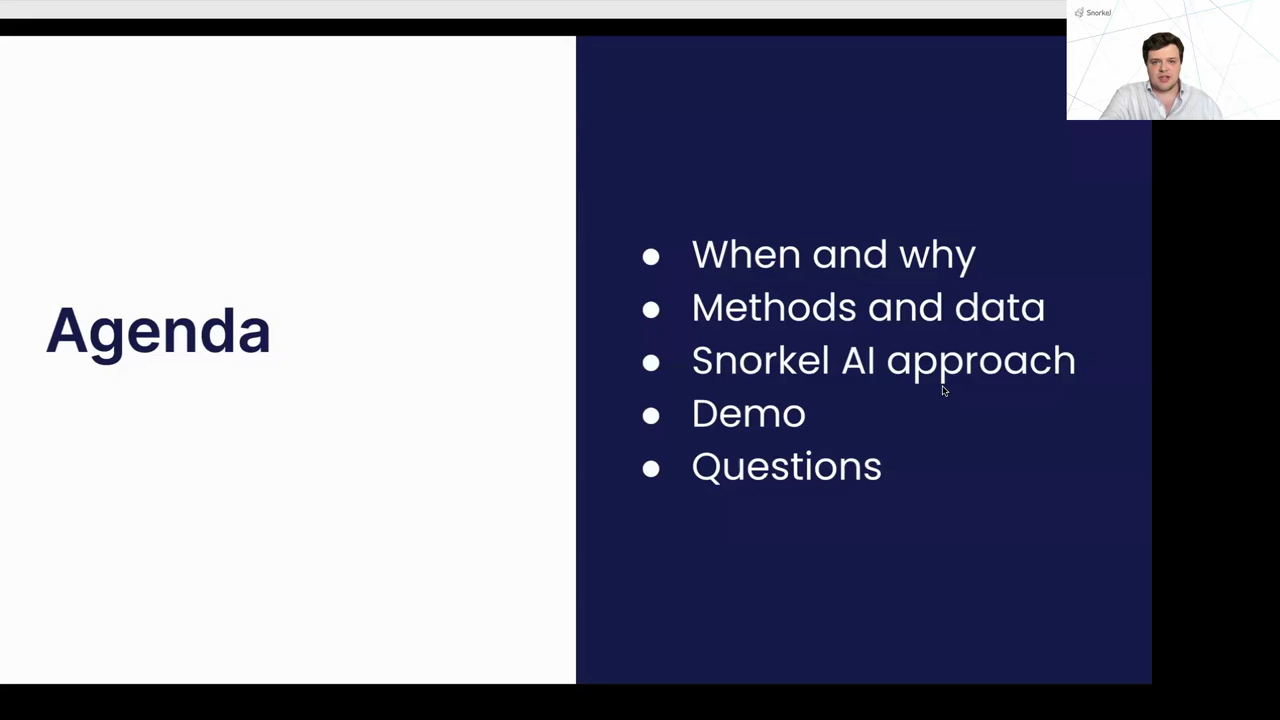 Snorkel
Agenda
When and why
Methods and data
Snorkel AI approach
Demo
Questions